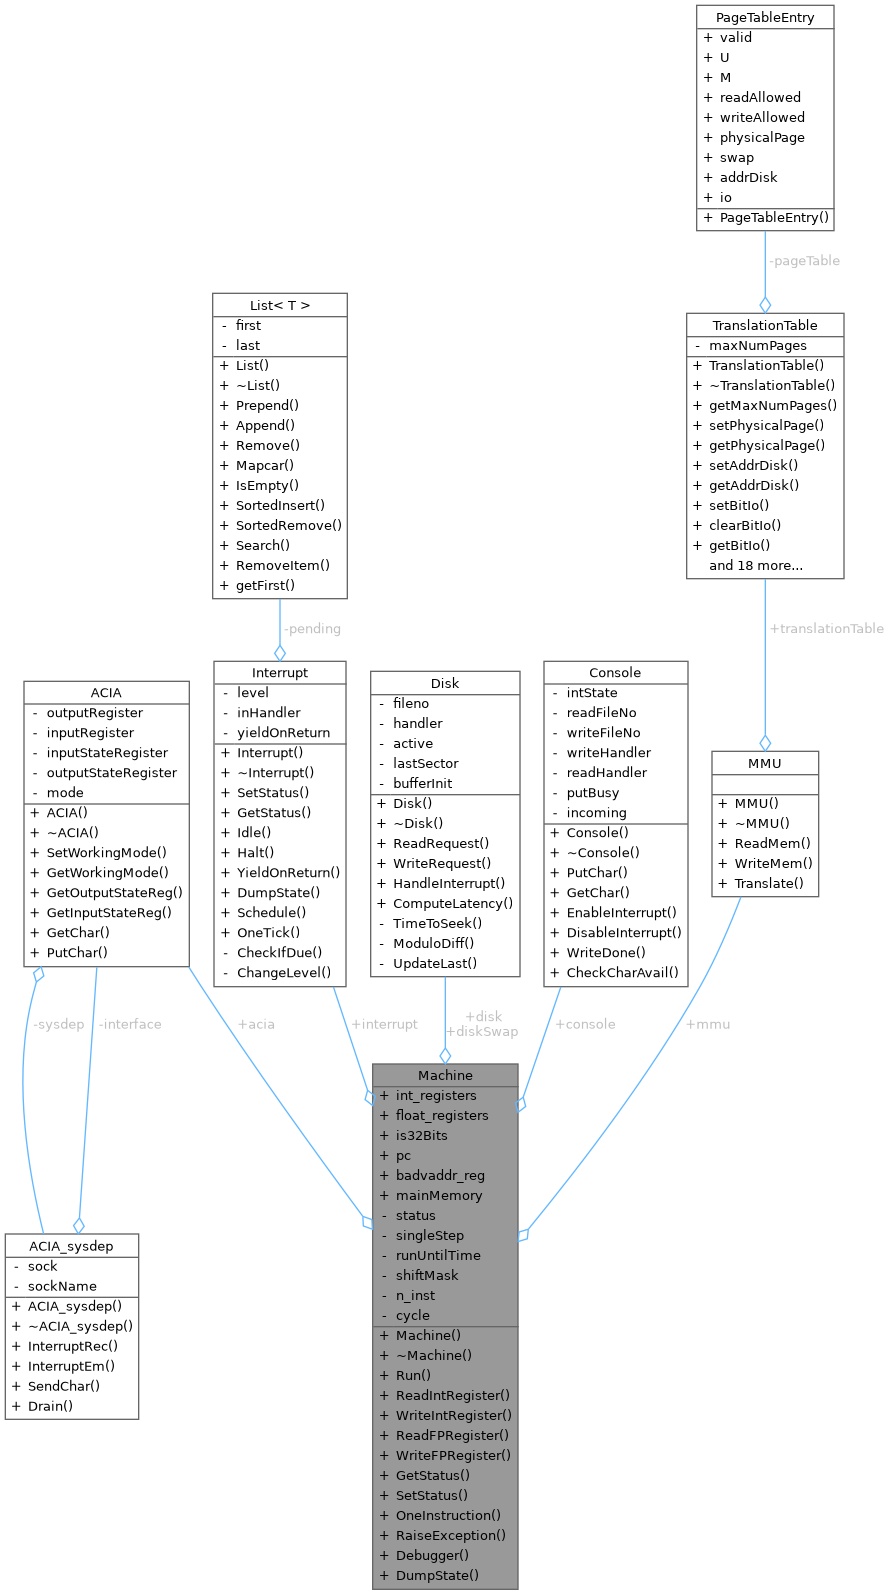 PageTableEntry
+ valid
+ U
+ M
+ readAllowed
+ writeAllowed
+ physicalPage
+ swap
+ addrDisk
+ io
+ PageTableEntry()
-pageTable
List< T >
- first
- last
+ List()
+ ~List()
+ Prepend()
+ Append()
+ Remove()
+ Mapcar()
+ IsEmpty()
+ SortedInsert()
+ SortedRemove()
+ Search()
+ RemoveItem()
+ getFirst()
-pending
TranslationTable
- maxNumPages
+ TranslationTable()
+ ~TranslationTable()
+ getMaxNumPages()
+ setPhysicalPage()
+ getPhysicalPage()
+ setAddrDisk()
+ getAddrDisk()
+ setBitIo()
+ clearBitIo()
+ getBitIo()
and 18 more...
+translationTable
ACIA
- outputRegister
- inputRegister
- inputStateRegister
- outputStateRegister
- mode
+ ACIA()
+ ~ACIA()
+ SetWorkingMode()
+ GetWorkingMode()
+ GetOutputStateReg()
+ GetInputStateReg()
+ GetChar()
+ PutChar()
Interrupt
- level
- inHandler
- yieldOnReturn
+ Interrupt()
+ ~Interrupt()
+ SetStatus()
+ GetStatus()
+ Idle()
+ Halt()
+ YieldOnReturn()
+ DumpState()
+ Schedule()
+ OneTick()
- CheckIfDue()
- ChangeLevel()
Disk
- fileno
- handler
- active
- lastSector
- bufferInit
+ Disk()
+ ~Disk()
+ ReadRequest()
+ WriteRequest()
+ HandleInterrupt()
+ ComputeLatency()
- TimeToSeek()
- ModuloDiff()
- UpdateLast()
Console
- intState
- readFileNo
- writeFileNo
- writeHandler
- readHandler
- putBusy
- incoming
+ Console()
+ ~Console()
+ PutChar()
+ GetChar()
+ EnableInterrupt()
+ DisableInterrupt()
+ WriteDone()
+ CheckCharAvail()
MMU
+ MMU()
+ ~MMU()
+ ReadMem()
+ WriteMem()
+ Translate()
-sysdep
-interface
+acia
+interrupt
+disk
+diskSwap
+console
+mmu
ACIA_sysdep
- sock
- sockName
+ ACIA_sysdep()
+ ~ACIA_sysdep()
+ InterruptRec()
+ InterruptEm()
+ SendChar()
+ Drain()
Machine
+ int_registers
+ float_registers
+ is32Bits
+ pc
+ badvaddr_reg
+ mainMemory
- status
- singleStep
- runUntilTime
- shiftMask
- n_inst
- cycle
+ Machine()
+ ~Machine()
+ Run()
+ ReadIntRegister()
+ WriteIntRegister()
+ ReadFPRegister()
+ WriteFPRegister()
+ GetStatus()
+ SetStatus()
+ OneInstruction()
+ RaiseException()
+ Debugger()
+ DumpState()